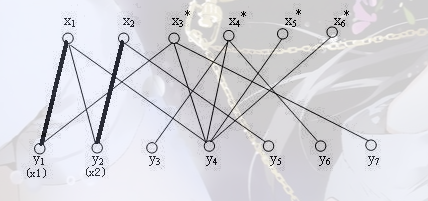 x1 x2 x3* x4* x5* x6*
y1 y2 y3 y4 y5 y6 y7
(x1) (x2)